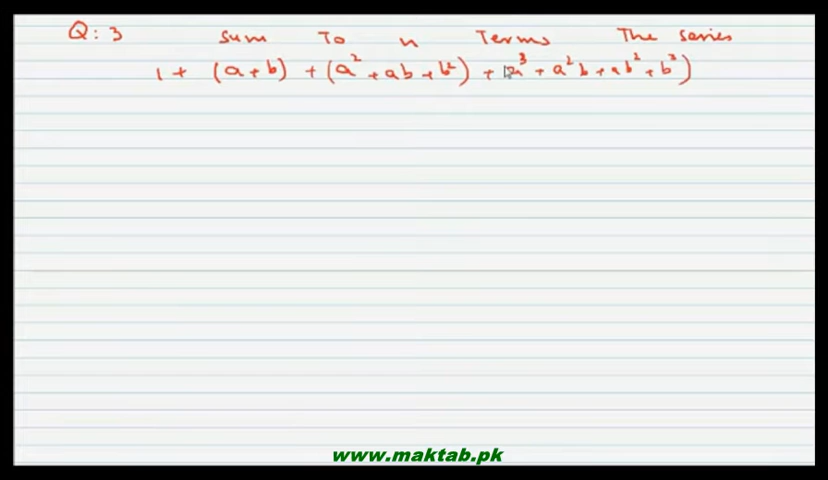 Q: 3 sum To n Terms The series
1 + (a + b) + (a² + ab + b²) + (a³ + a²b + ab² + b³)
www.maktab.pk